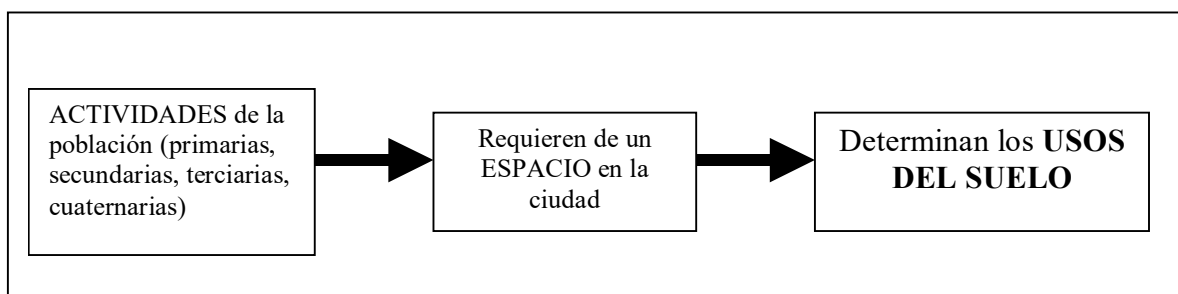 ACTIVIDADES de la
población (primarias,
secundarias, terciarias,
cuaternarias)
Requieren de un
ESPACIO en la
ciudad
Determinan los USOS
DEL SUELO